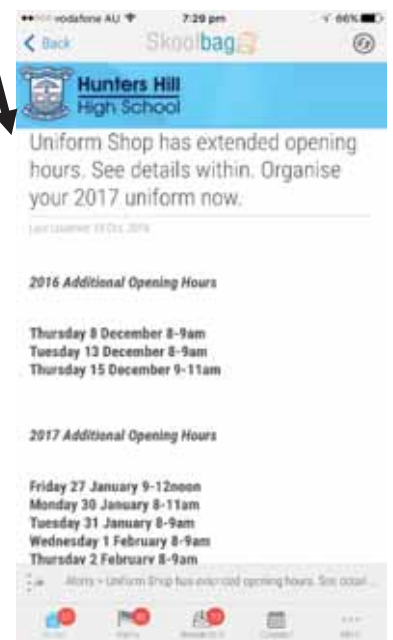 vodafone AU 7:29 pm 66%
Back Skoolbag
Hunters Hill
High School
Uniform Shop has extended opening
hours. See details within. Organise
your 2017 uniform now.
2016 Additional Opening Hours
Thursday 8 December 8-9am
Tuesday 13 December 8-9am
Thursday 15 December 9-11am
2017 Additional Opening Hours
Friday 27 January 9-12noon
Monday 30 January 8-11am
Tuesday 31 January 8-9am
Wednesday 1 February 8-9am
Thursday 2 February 8-9am
Alerts » Uniform Shop has extended opening hours. See detail...